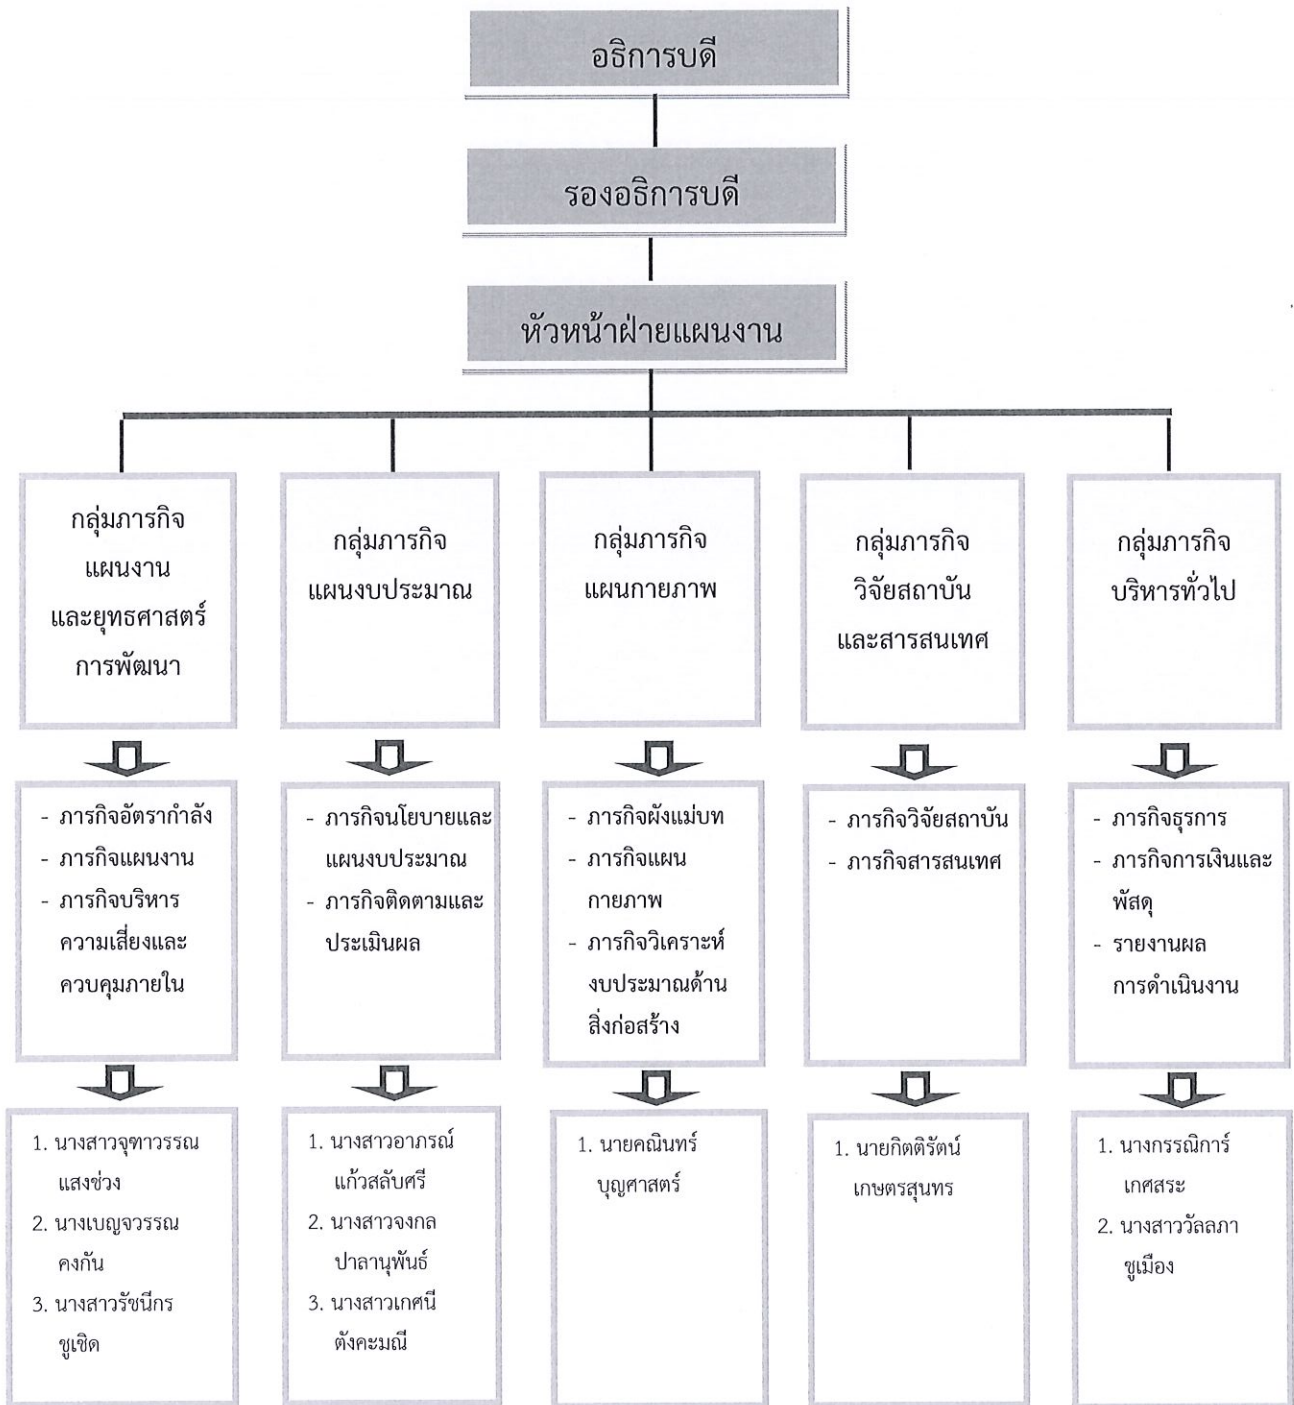 อธิการบดี
รองอธิการบดี
หัวหน้าฝ่ายแผนงาน
กลุ่มภารกิจ
แผนงาน
และยุทธศาสตร์
การพัฒนา
กลุ่มภารกิจ
แผนงบประมาณ
กลุ่มภารกิจ
แผนกายภาพ
กลุ่มภารกิจ
วิจัยสถาบัน
และสารสนเทศ
กลุ่มภารกิจ
บริหารทั่วไป
- ภารกิจอัตรากำลัง
- ภารกิจแผนงาน
- ภารกิจบริหาร
ความเสี่ยงและ
ควบคุมภายใน
- ภารกิจนโยบายและ
แผนงบประมาณ
- ภารกิจติดตามและ
ประเมินผล
- ภารกิจผังแม่บท
- ภารกิจแผน
กายภาพ
- ภารกิจวิเคราะห์
งบประมาณด้าน
สิ่งก่อสร้าง
- ภารกิจวิจัยสถาบัน
- ภารกิจสารสนเทศ
- ภารกิจธุรการ
- ภารกิจการเงินและ
พัสดุ
- รายงานผล
การดำเนินงาน
1. นางสาวจุฑาวรรณ
แสงช่วง
2. นางเบญจวรรณ
คงกัน
3. นางสาวรัชนีกร
ชูเชิด
1. นางสาวอาภรณ์
แก้วสลับศรี
2. นางสาวจงกล
ปาลานุพันธ์
3. นางสาวเกศนี
ตังคะมณี
1. นายคณินทร์
บุญศาสตร์
1. นายกิตติรัตน์
เกษตรสุนทร
1. นางกรรณิการ์
เกศสระ
2. นางสาววัลลภา
ชูเมือง